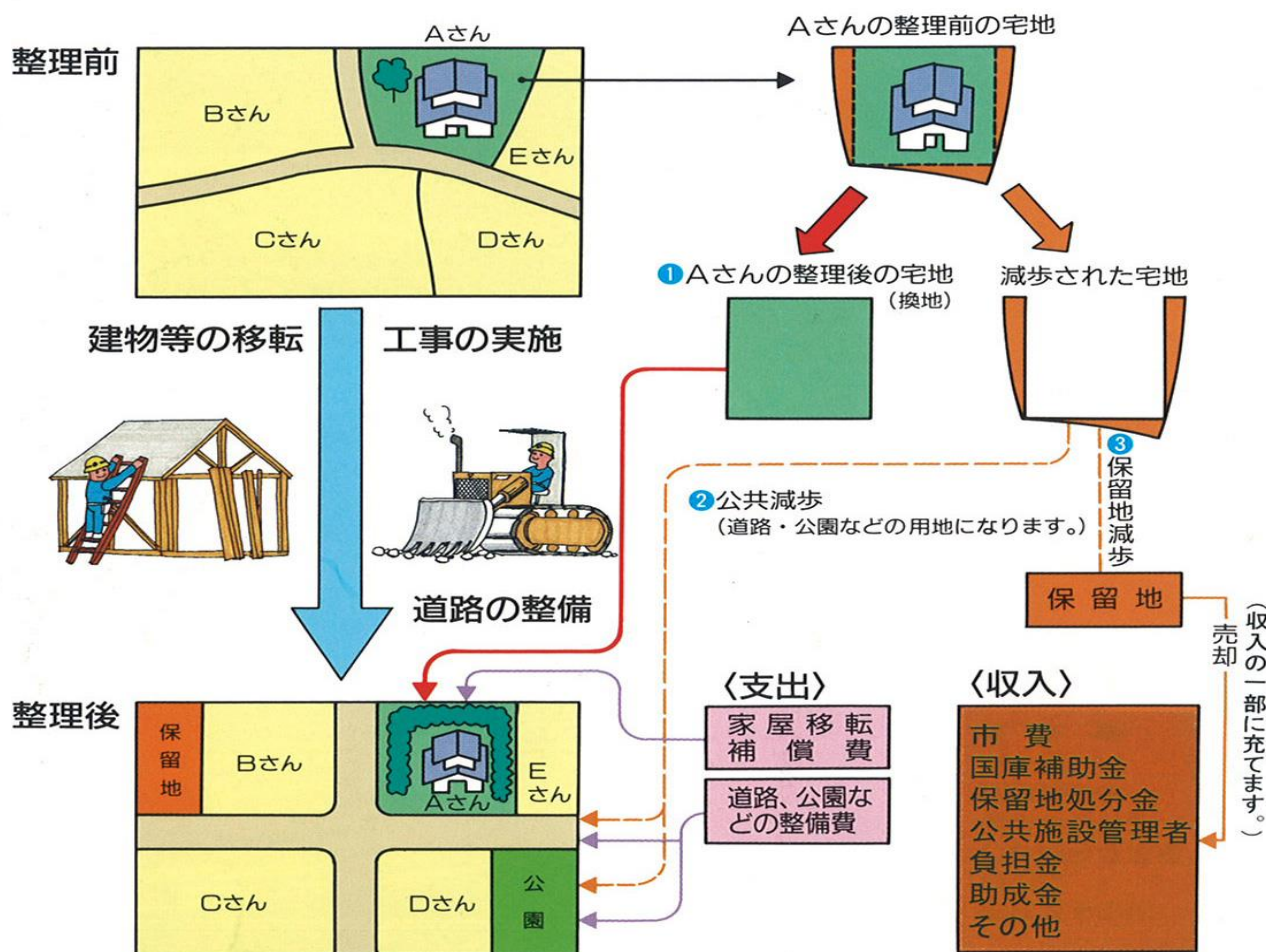 整理前
Aさん
Bさん
Eさん
Cさん
Dさん
Aさんの整理前の宅地
❶Aさんの整理後の宅地
(換地)
減歩された宅地
建物等の移転
工事の実施
❷公共減歩
(道路・公園などの用地になります。)
❸保留地減歩
保留地
売却
(収入の一部に充てます。)
道路の整備
整理後
保留地
Bさん
Aさん
Eさん
Cさん
Dさん
公園
〈支出〉
家屋移転
補償費
道路、公園な
どの整備費
〈収入〉
市費
国庫補助金
保留地処分金
公共施設管理者
負担金
助成金
その他